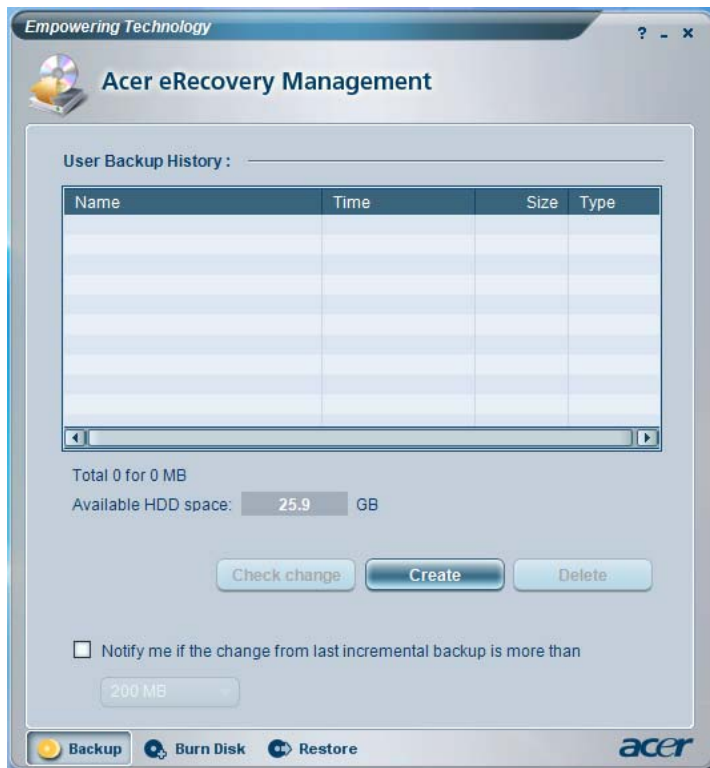 Empowering Technology
? - ×
Acer eRecovery Management
User Backup History :
Name Time Size Type
Total 0 for 0 MB
Available HDD space: 25.9 GB
Check change Create Delete
Notify me if the change from last incremental backup is more than
200 MB
Backup Burn Disk Restore acer